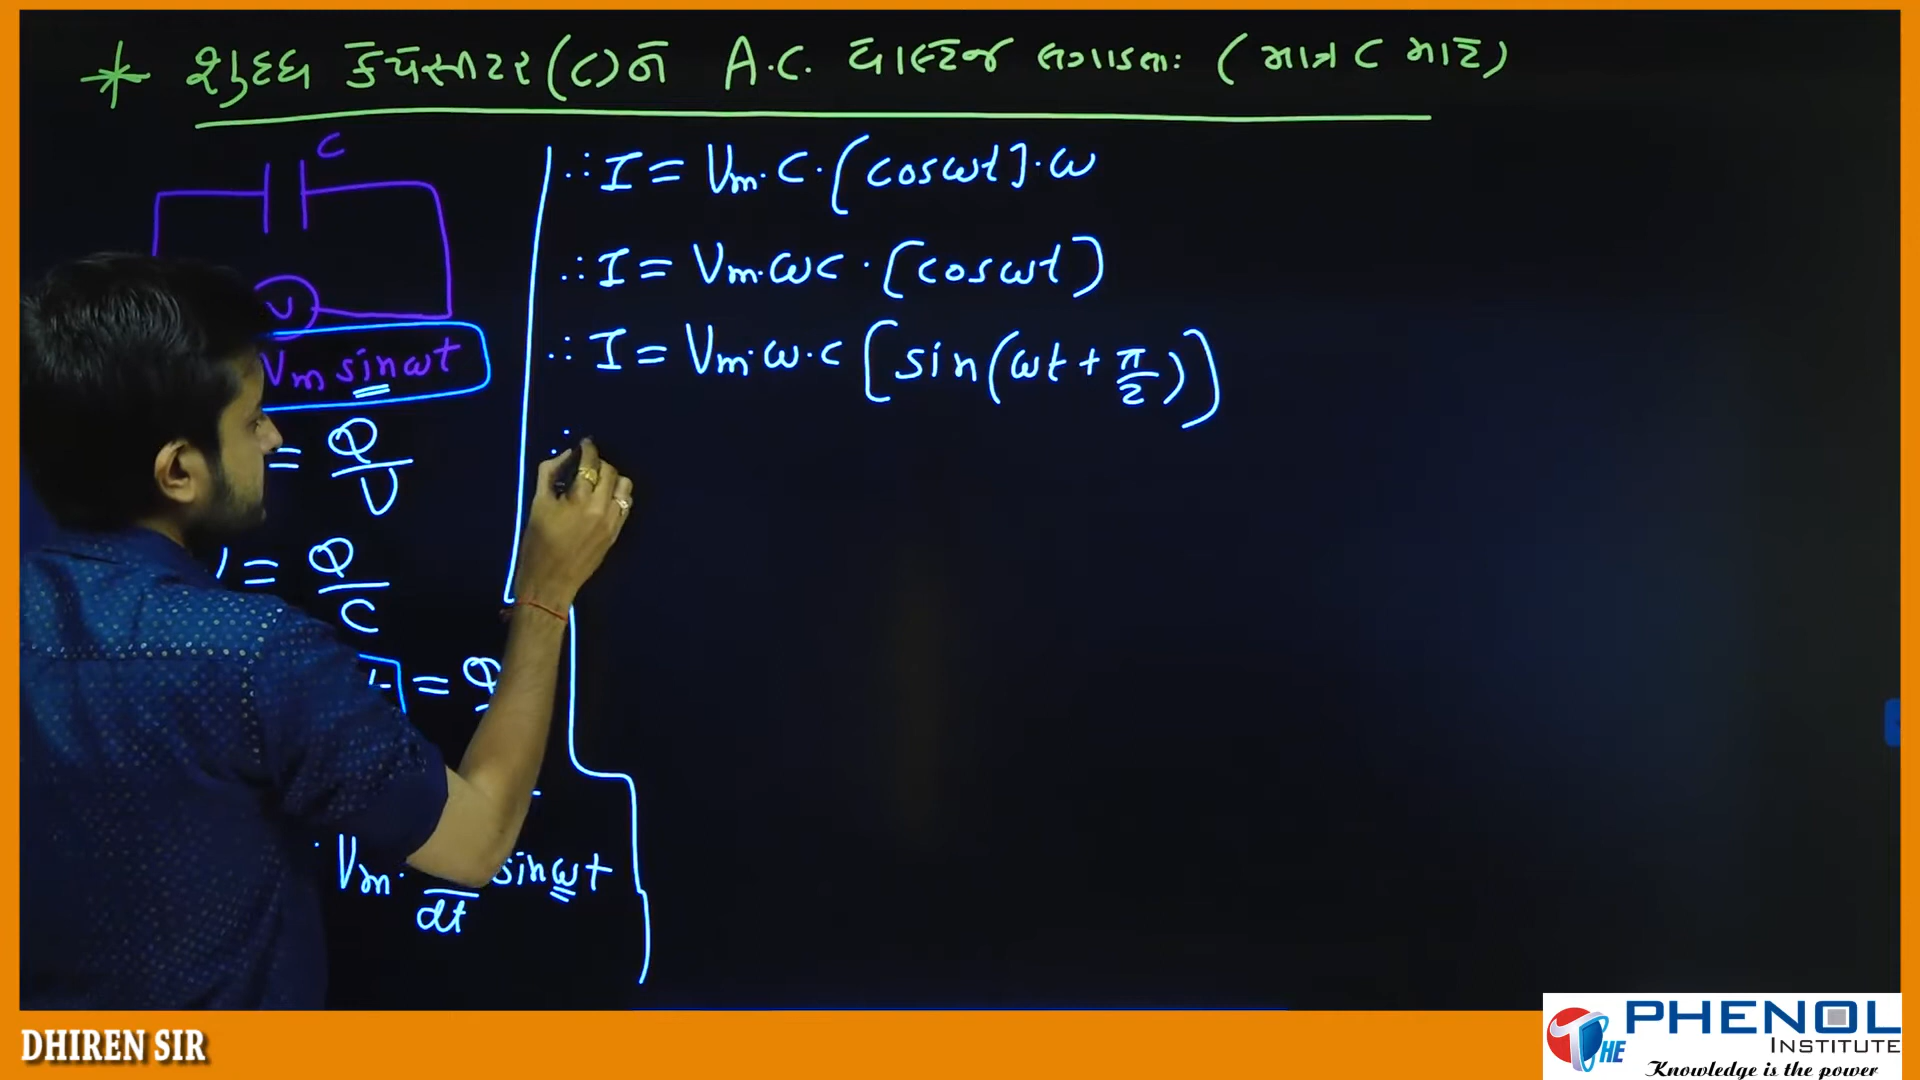 * શુદ્ધ કેપેસીટર (C) ને A.C. વોલ્ટેજ લગાડતા: (માત્ર C માટે)
C
V
Vm sinωt
= Q/V
= Q/C
= Q
Vm. /dt sinωt
∴ I = Vm. C. [cosωt]. ω
∴ I = Vm. ωC . [cosωt]
∴ I = Vm. ω. C [sin(ωt + π/2)]
∴
DHIREN SIR
THE PHENOL
INSTITUTE
Knowledge is the power